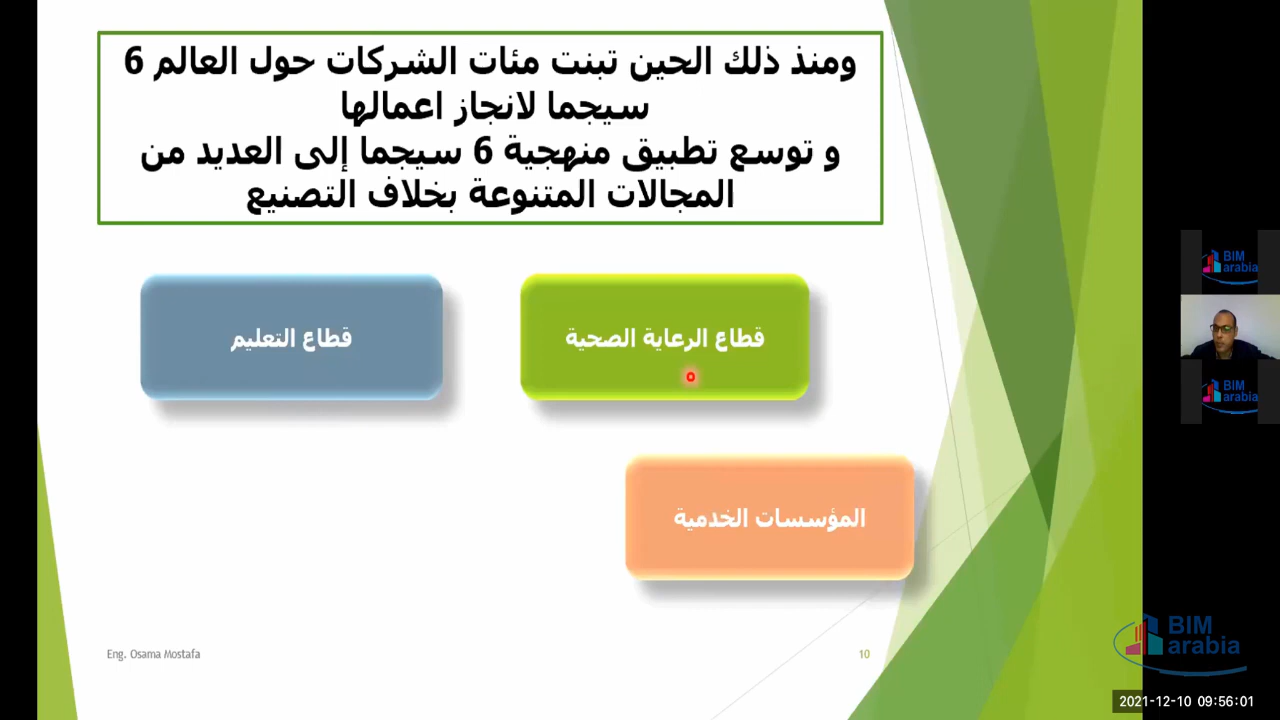 ومنذ ذلك الحين تبنت مئات الشركات حول العالم 6
سيجما لانجاز اعمالها
و توسع تطبيق منهجية 6 سيجما إلى العديد من
المجالات المتنوعة بخلاف التصنيع
قطاع الرعاية الصحية
قطاع التعليم
المؤسسات الخدمية
Eng. Osama Mostafa
10
BIM
arabia
BIM
arabia
BIM
arabia
2021-12-10 09:56:01